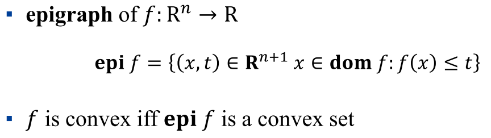 ▪ epigraph of f: Rⁿ → R
epi f = {(x, t) ∈ Rⁿ⁺¹ x ∈ dom f: f(x) ≤ t}
▪ f is convex iff epi f is a convex set